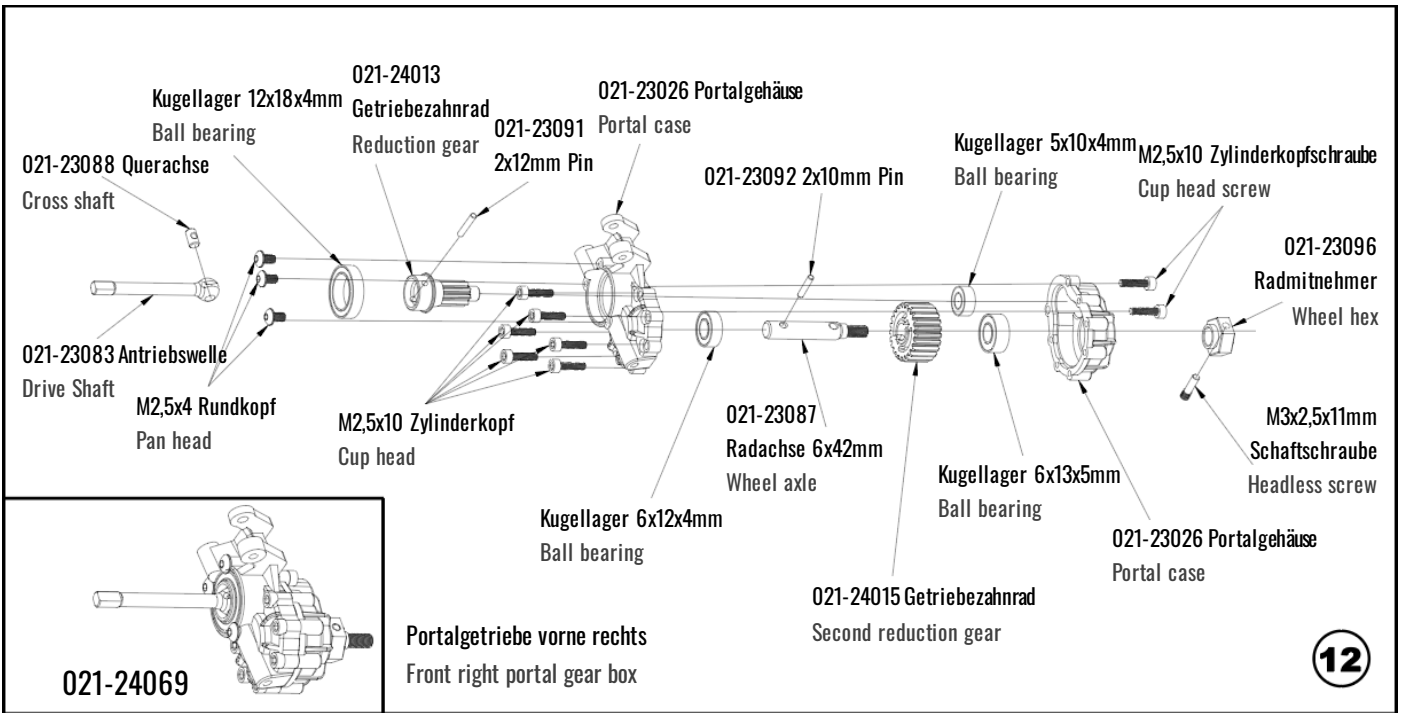 021-24013
Getriebezahnrad
Reduction gear
Kugellager 12x18x4mm
Ball bearing
021-23091
2x12mm Pin
021-23026 Portalgehäuse
Portal case
021-23088 Querachse
Cross shaft
021-23092 2x10mm Pin
Kugellager 5x10x4mm
Ball bearing
M2,5x10 Zylinderkopfschraube
Cup head screw
021-23096
Radmitnehmer
Wheel hex
021-23083 Antriebswelle
Drive Shaft
M2,5x4 Rundkopf
Pan head
M2,5x10 Zylinderkopf
Cup head
021-23087
Radachse 6x42mm
Wheel axle
M3x2,5x11mm
Schaftschraube
Headless screw
Kugellager 6x12x4mm
Ball bearing
Kugellager 6x13x5mm
Ball bearing
021-23026 Portalgehäuse
Portal case
021-24015 Getriebezahnrad
Second reduction gear
021-24069
Portalgetriebe vorne rechts
Front right portal gear box
12